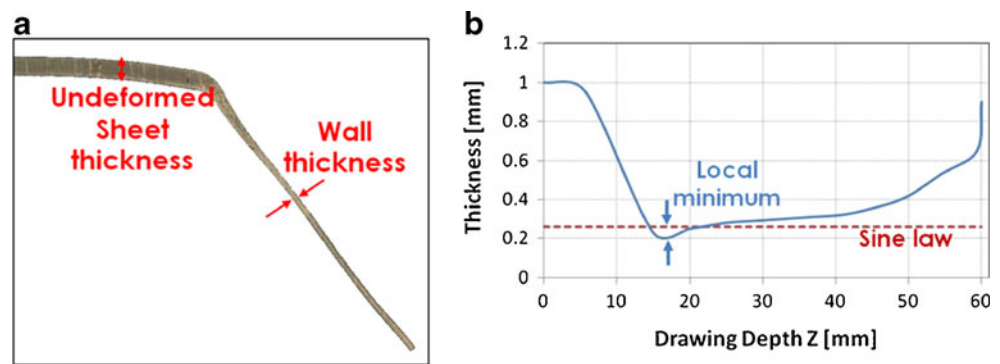 a
Undeformed
Sheet
thickness
Wall
thickness
b
Thickness [mm]
1.2
1
0.8
0.6
0.4
0.2
0
Local
minimum
Sine law
0 10 20 30 40 50 60
Drawing Depth Z [mm]